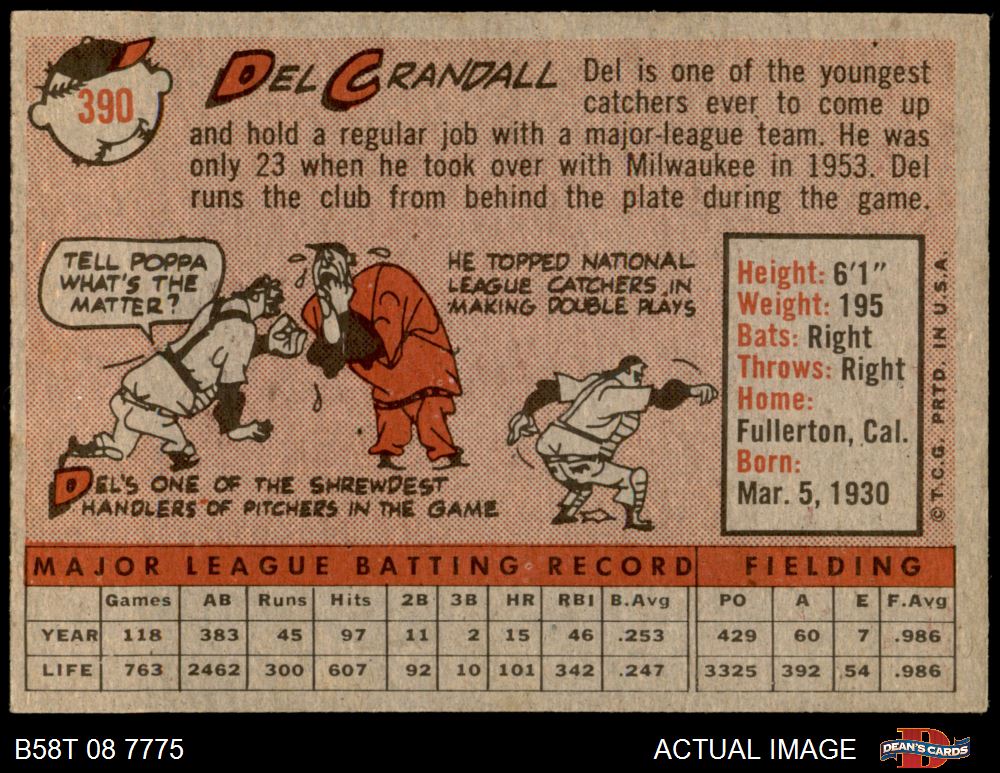 390
DEL CRANDALL
Del is one of the youngest
catchers ever to come up
and hold a regular job with a major-league team. He was
only 23 when he took over with Milwaukee in 1953. Del
runs the club from behind the plate during the game.
TELL POPPA
WHAT'S THE
MATTER?
HE TOPPED NATIONAL
LEAGUE CATCHERS IN
MAKING DOUBLE PLAYS
DEL'S ONE OF THE SHREWDEST
HANDLERS OF PITCHERS IN THE GAME
Height: 6'1"
Weight: 195
Bats: Right
Throws: Right
Home:
Fullerton, Cal.
Born:
Mar. 5, 1930
© T.C.G. PRTD. IN U.S.A.
MAJOR LEAGUE BATTING RECORD FIELDING
Games AB Runs Hits 2B 3B HR RBI B.Avg PO A E F.Avg
YEAR 118 383 45 97 11 2 15 46 .253 429 60 7 .986
LIFE 763 2462 300 607 92 10 101 342 .247 3325 392 54 .986
B58T 08 7775
ACTUAL IMAGE
DEAN'S CARDS